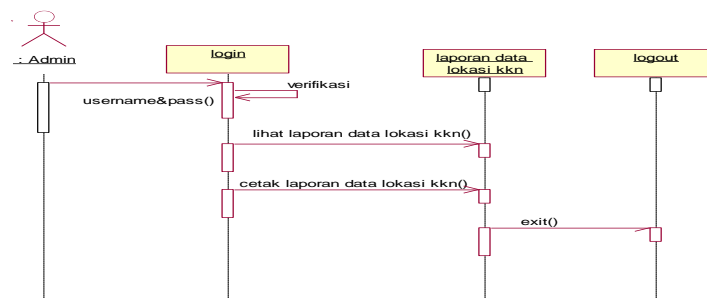 : Admin
login
laporan data
lokasi kkn
logout
verifikasi
username&pass()
lihat laporan data lokasi kkn()
cetak laporan data lokasi kkn()
exit()